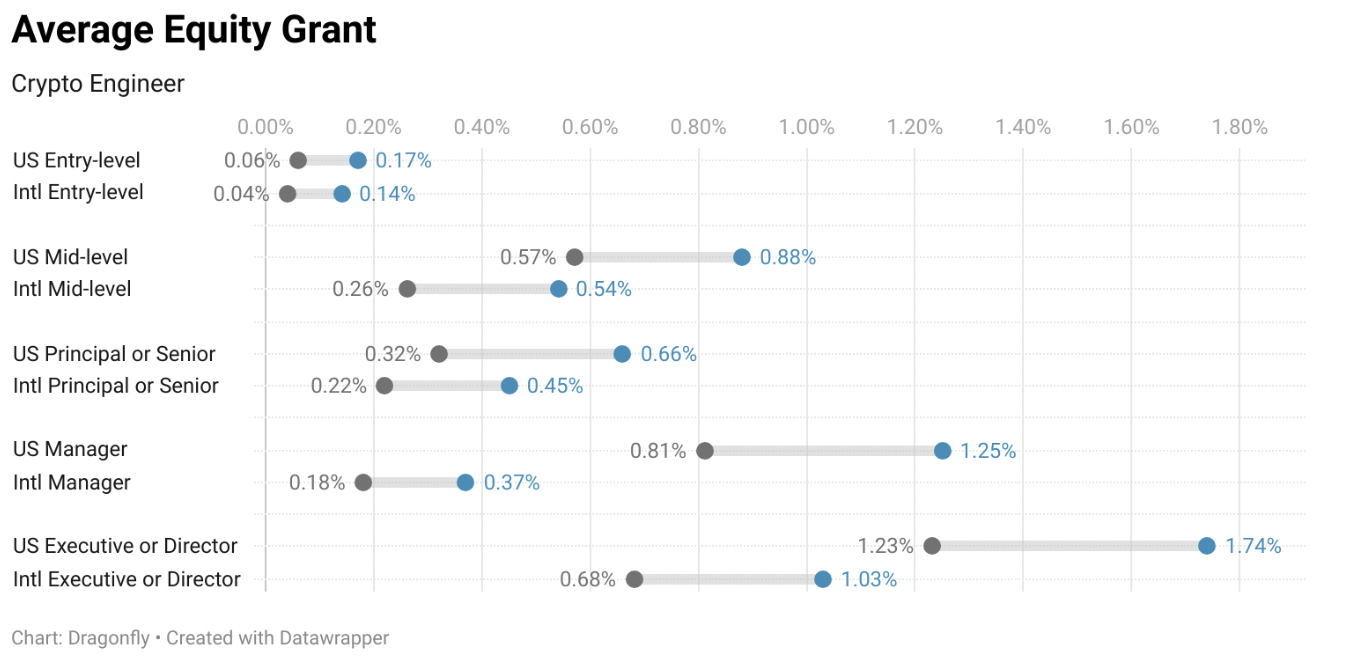 Average Equity Grant
Crypto Engineer
0.00% 0.20% 0.40% 0.60% 0.80% 1.00% 1.20% 1.40% 1.60% 1.80%
US Entry-level 0.06% 0.17%
Intl Entry-level 0.04% 0.14%
US Mid-level 0.57% 0.88%
Intl Mid-level 0.26% 0.54%
US Principal or Senior 0.32% 0.66%
Intl Principal or Senior 0.22% 0.45%
US Manager 0.81% 1.25%
Intl Manager 0.18% 0.37%
US Executive or Director 1.23% 1.74%
Intl Executive or Director 0.68% 1.03%
Chart: Dragonfly • Created with Datawrapper